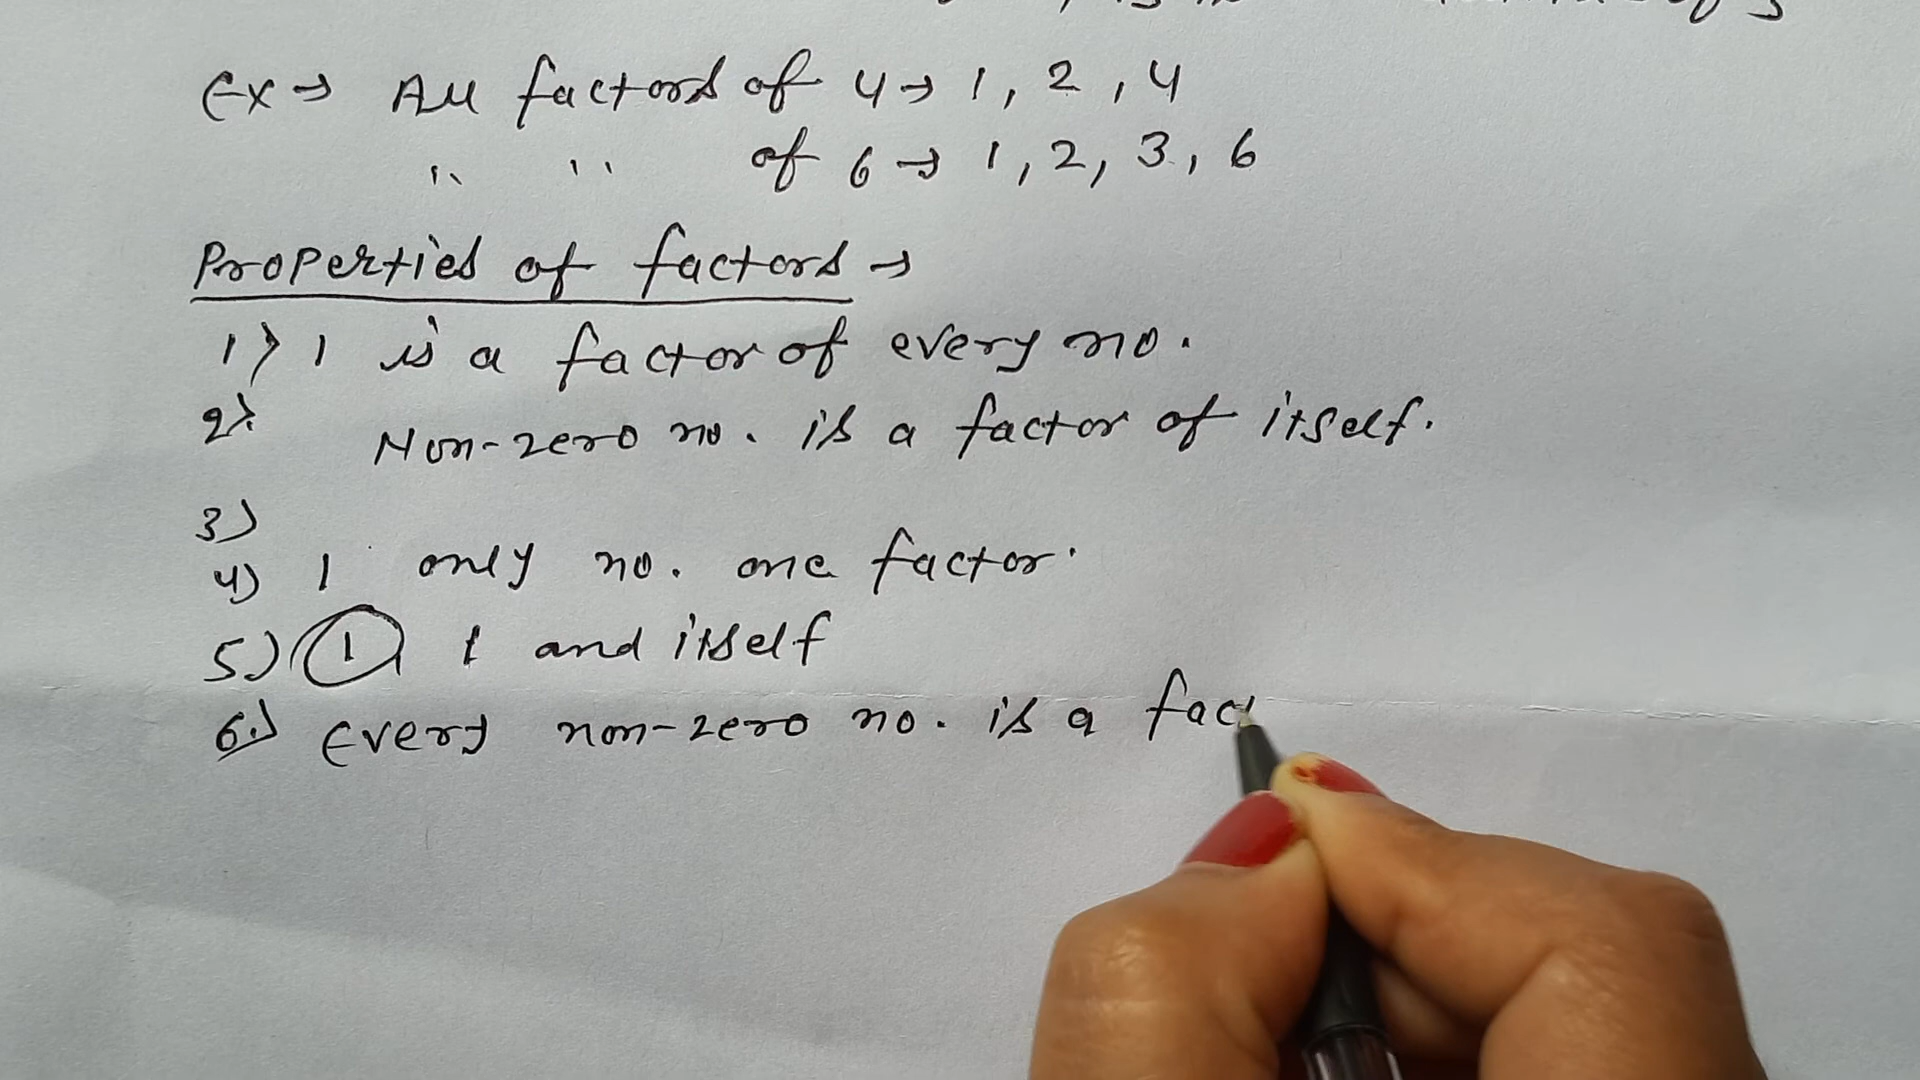 Ex → All factors of 4 → 1, 2, 4
" " of 6 → 1, 2, 3, 6
Properties of factors →
1) 1 is a factor of every no.
2) Non-zero no. is a factor of itself.
3)
4) 1 only no. one factor.
5) 1 1 and itself
6) Every non-zero no. is a fac